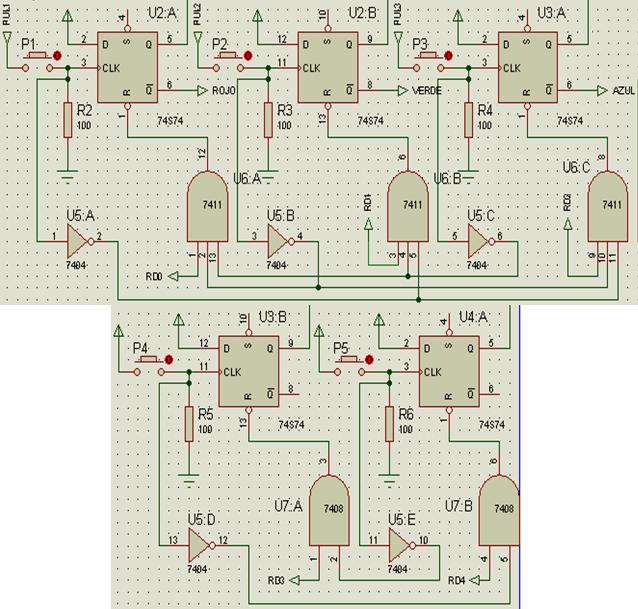 PUL1 4 U2:A PUL2 10 U2:B PUL3 4 U3:A
P1 2 D S Q 5 P2 12 D S Q 9 P3 2 D S Q 5
3 CLK 11 CLK 3 CLK
R Q 6 ROJO R Q 8 VERDE R Q 6 AZUL
R2 100 1 74S74 R3 100 13 74S74 R4 100 1 74S74
12 U6:A 6 U6:B 8 U6:C
7411 7411 7411
U5:A U5:B RD1 U5:C RD2
1 2 3 4 5 6
7404 7404 7404
RD0 1 2 13 3 4 5 9 10 11
10 U3:B 4 U4:A
P4 12 D S Q 9 P5 2 D S Q 5
11 CLK 3 CLK
R Q 8 R Q 6
R5 100 13 74S74 R6 100 1 74S74
3 6
U7:A 7408 U7:B 7408
U5:D U5:E
13 12 11 10
7404 7404
RD3 1 2 RD4 4 5